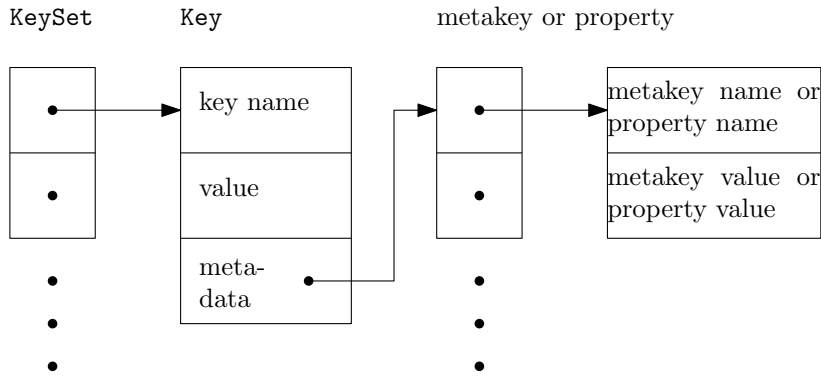 KeySet
Key
metakey or property
key name
value
meta-
data
metakey name or
property name
metakey value or
property value